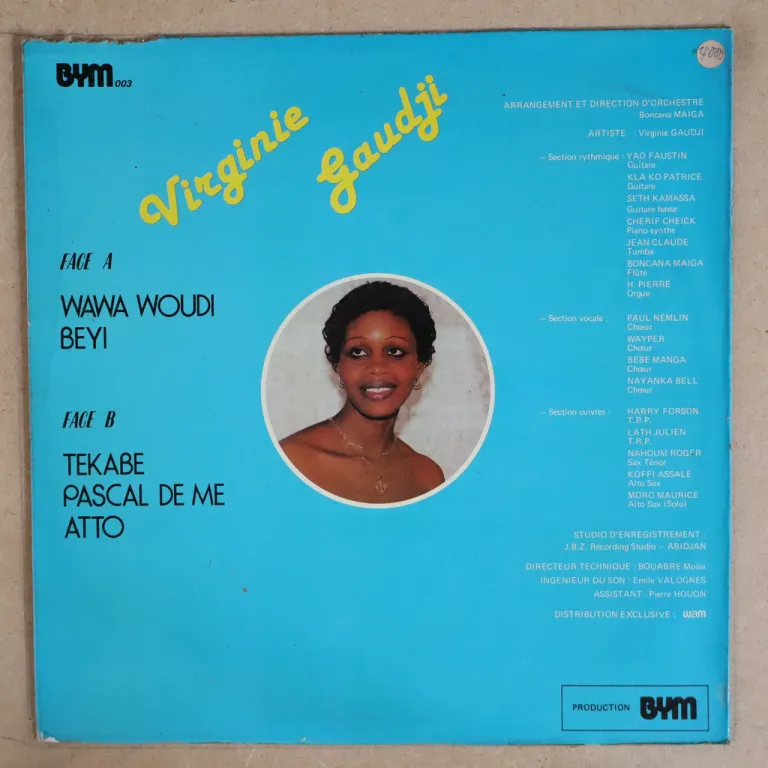 BYM 003
Virginie
Gaudji
FACE A
WAWA WOUDI
BEYI
FACE B
TEKABE
PASCAL DE ME
ATTO
ARRANGEMENT ET DIRECTION D'ORCHESTRE
Boncana MAIGA
ARTISTE : Virginie GAUDJI
— Section rythmique : YAO FAUSTIN
Guitare
KLA KO PATRICE
Guitare
SETH KAMASSA
Guitare basse
CHERIF CHEICK
Piano-synthe
JEAN CLAUDE
Tumba
BONCANA MAIGA
Flûte
H. PIERRE
Orgue
— Section vocale : PAUL NEMLIN
Chœur
WAYPER
Chœur
BEBE MANGA
Chœur
NAYANKA BELL
Chœur
— Section cuivres : HARRY FORSON
T.R.P.
LATH JULIEN
T.R.P.
NAHOUM ROGER
Sax Ténor
KOFFI ASSALE
Alto Sax
MORO MAURICE
Alto Sax (Solo)
STUDIO D'ENREGISTREMENT :
J.B.Z. Recording Studio — ABIDJAN
DIRECTEUR TECHNIQUE : BOUABRE Moise
INGENIEUR DU SON : Emile VALOGNES
ASSISTANT : Pierre HOUON
DISTRIBUTION EXCLUSIVE : wam
PRODUCTION BYM